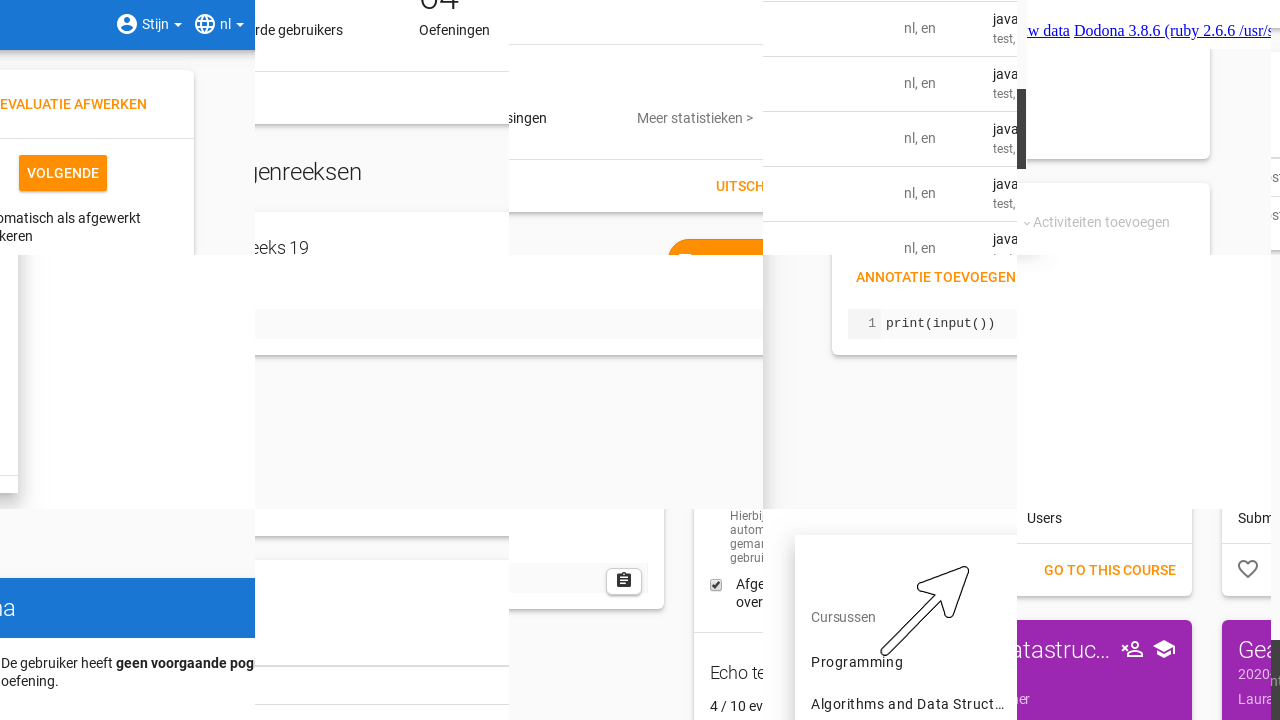 Stijn nl
EVALUATIE AFWERKEN
VOLGENDE
omatisch als afgewerkt
keren
rde gebruikers
Oefeningen
genreeksen
eeks 19
singen
Meer statistieken >
UITSCH
nl, en
java
test,
nl, en
java
test,
nl, en
java
test,
nl, en
java
test,
nl, en
java
w data Dodona 3.8.6 (ruby 2.6.6 /usr/s
Activiteiten toevoegen
ANNOTATIE TOEVOEGEN
1 print(input())
na
De gebruiker heeft geen voorgaande pog
oefening.
Hierbij
autom
gemar
gebrui
Afge
over
Echo te
4 / 10 ev
Cursussen
Programming
Algorithms and Data Struct…
Users
Subm
GO TO THIS COURSE
atastruc…
Gea
2020
Laura